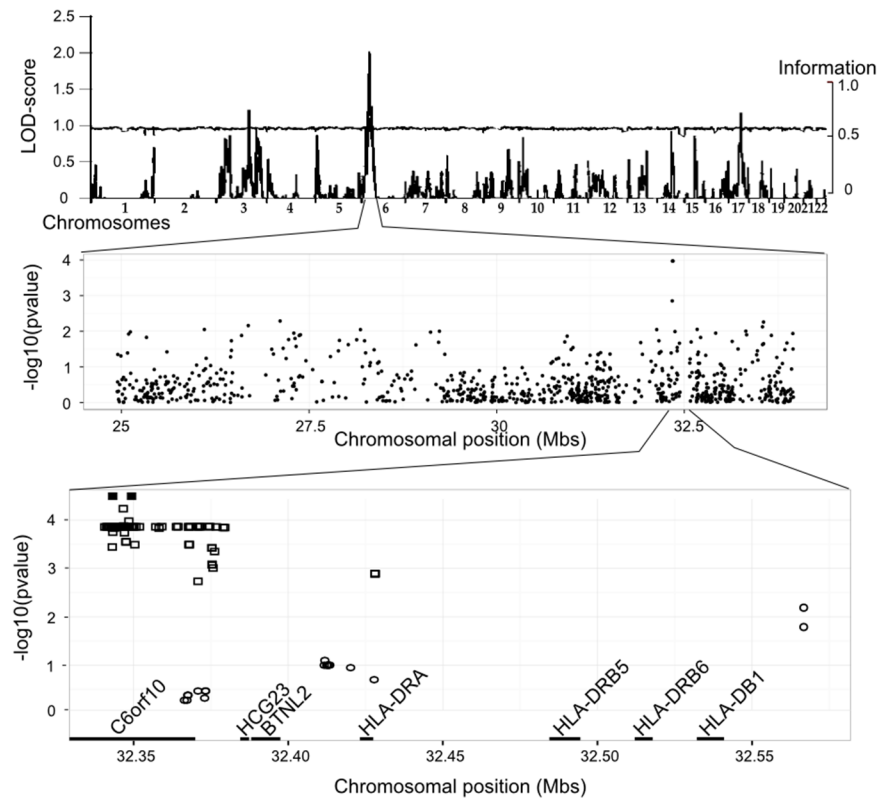 2.5
2.0
1.5
1.0
0.5
0
LOD-score
Information
1.0
0.5
0
1 2 3 4 5 6 7 8 9 10 11 12 13 14 15 16 17 18 19 20 21 22
Chromosomes
4
3
2
1
0
-log10(pvalue)
25 27.5 30 32.5
Chromosomal position (Mbs)
4
3
2
1
0
-log10(pvalue)
C6orf10
HCG23
BTNL2
HLA-DRA
HLA-DRB5
HLA-DRB6
HLA-DB1
32.35 32.40 32.45 32.50 32.55
Chromosomal position (Mbs)